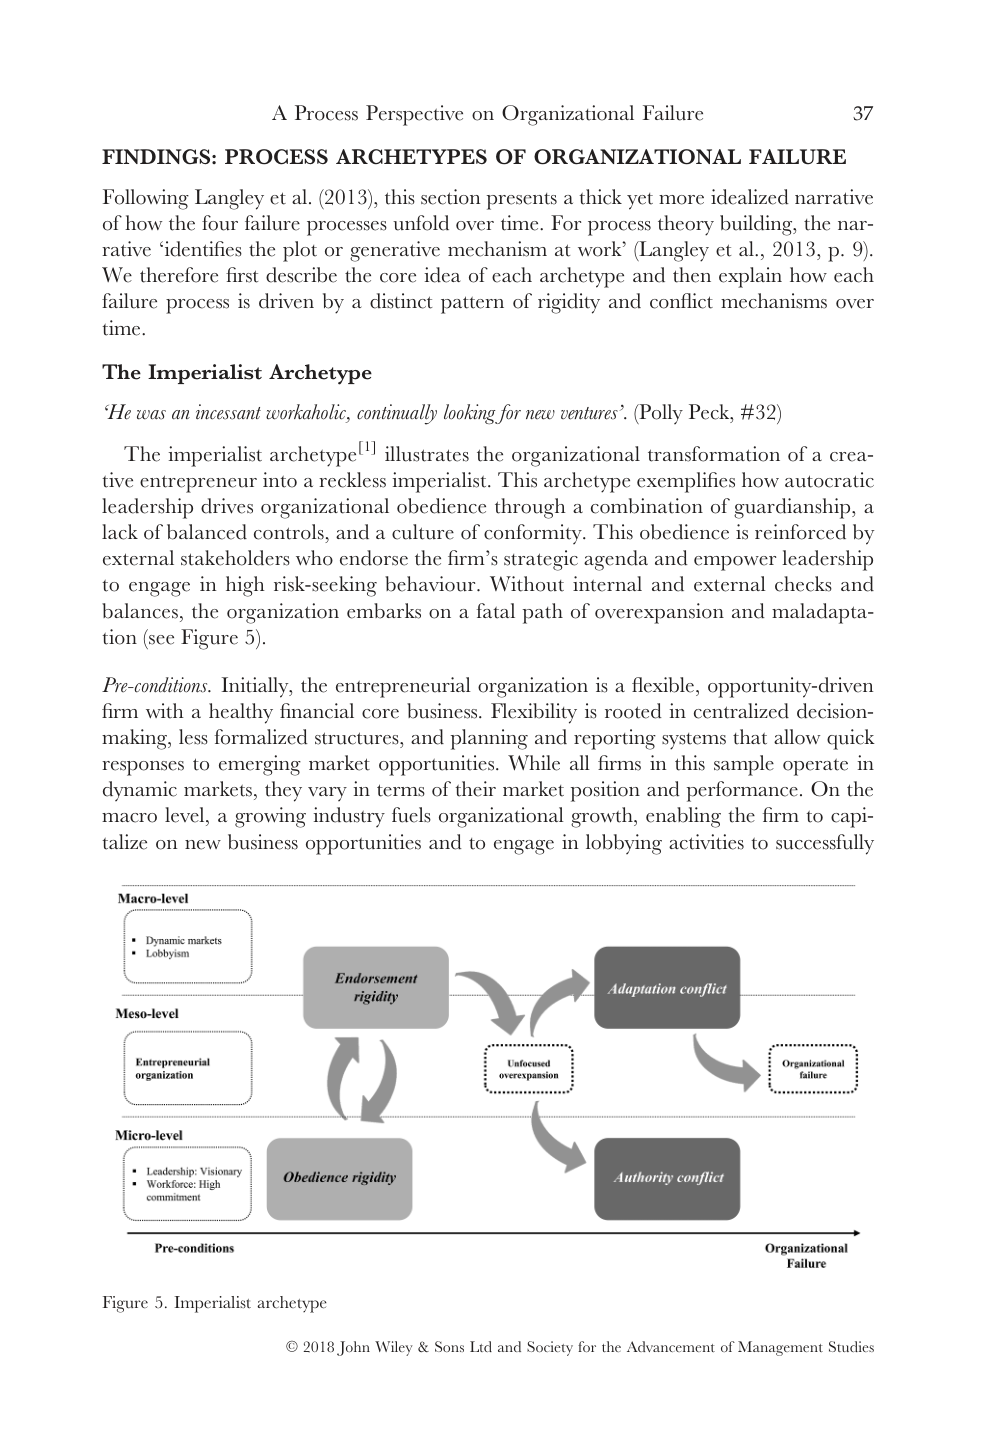 A Process Perspective on Organizational Failure 37
FINDINGS: PROCESS ARCHETYPES OF ORGANIZATIONAL FAILURE
Following Langley et al. (2013), this section presents a thick yet more idealized narrative
of how the four failure processes unfold over time. For process theory building, the nar-
rative ‘identifies the plot or generative mechanism at work’ (Langley et al., 2013, p. 9).
We therefore first describe the core idea of each archetype and then explain how each
failure process is driven by a distinct pattern of rigidity and conflict mechanisms over
time.
The Imperialist Archetype
‘He was an incessant workaholic, continually looking for new ventures’. (Polly Peck, #32)
The imperialist archetype[1] illustrates the organizational transformation of a crea-
tive entrepreneur into a reckless imperialist. This archetype exemplifies how autocratic
leadership drives organizational obedience through a combination of guardianship, a
lack of balanced controls, and a culture of conformity. This obedience is reinforced by
external stakeholders who endorse the firm’s strategic agenda and empower leadership
to engage in high risk-seeking behaviour. Without internal and external checks and
balances, the organization embarks on a fatal path of overexpansion and maladapta-
tion (see Figure 5).
Pre-conditions. Initially, the entrepreneurial organization is a flexible, opportunity-driven
firm with a healthy financial core business. Flexibility is rooted in centralized decision-
making, less formalized structures, and planning and reporting systems that allow quick
responses to emerging market opportunities. While all firms in this sample operate in
dynamic markets, they vary in terms of their market position and performance. On the
macro level, a growing industry fuels organizational growth, enabling the firm to capi-
talize on new business opportunities and to engage in lobbying activities to successfully
Macro-level
▪ Dynamic markets
▪ Lobbyism
Endorsement
rigidity
Adaptation conflict
Meso-level
Entrepreneurial
organization
Unfocused
overexpansion
Organizational
failure
Micro-level
▪ Leadership: Visionary
▪ Workforce: High
commitment
Obedience rigidity
Authority conflict
Pre-conditions
Organizational
Failure
Figure 5. Imperialist archetype
© 2018 John Wiley & Sons Ltd and Society for the Advancement of Management Studies